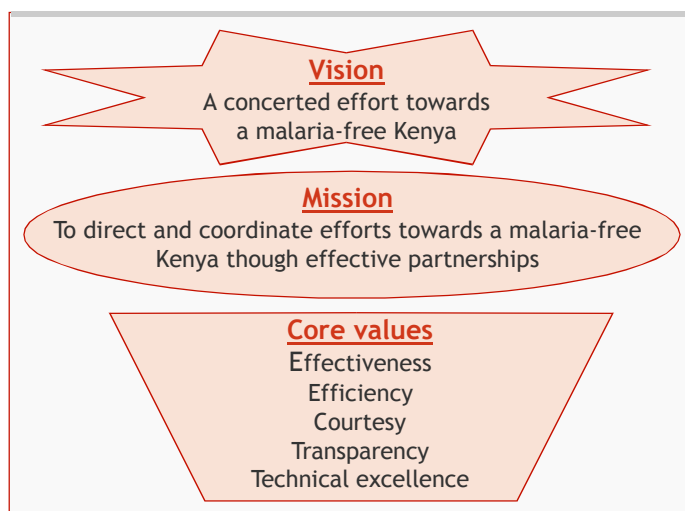 Vision
A concerted effort towards
a malaria-free Kenya
Mission
To direct and coordinate efforts towards a malaria-free
Kenya though effective partnerships
Core values
Effectiveness
Efficiency
Courtesy
Transparency
Technical excellence